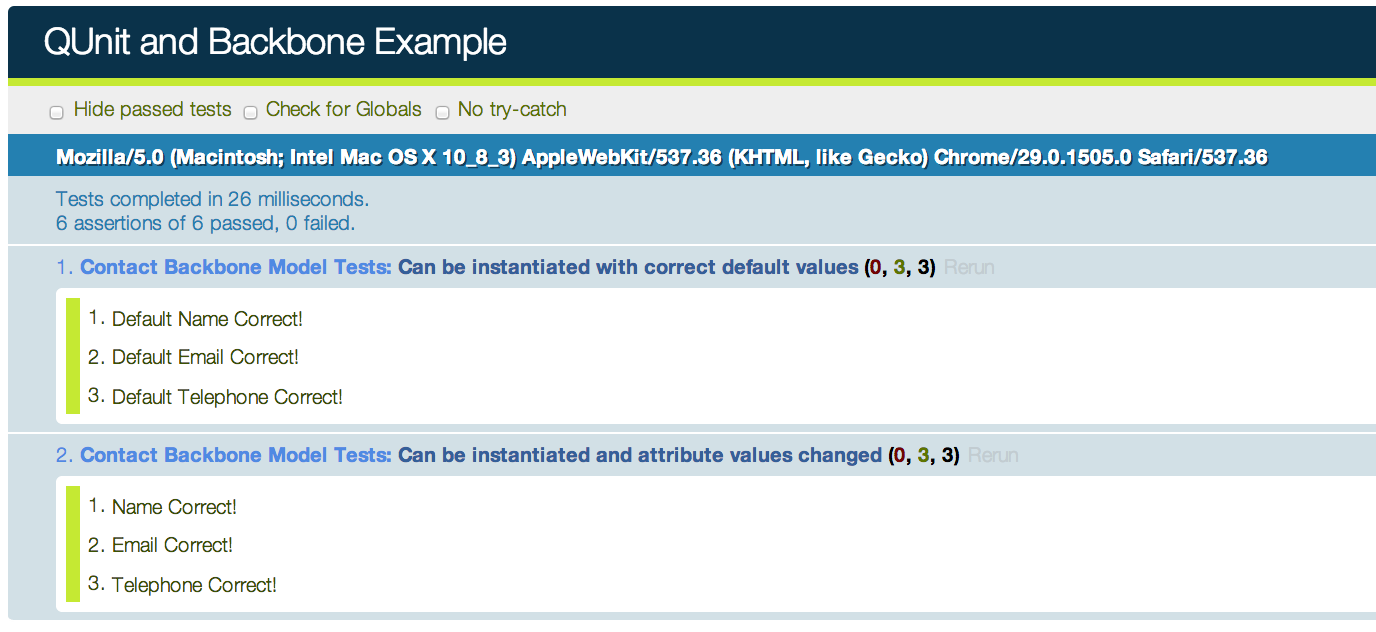 QUnit and Backbone Example
Hide passed tests Check for Globals No try-catch
Mozilla/5.0 (Macintosh; Intel Mac OS X 10_8_3) AppleWebKit/537.36 (KHTML, like Gecko) Chrome/29.0.1505.0 Safari/537.36
Tests completed in 26 milliseconds.
6 assertions of 6 passed, 0 failed.
1. Contact Backbone Model Tests: Can be instantiated with correct default values (0, 3, 3) Rerun
1. Default Name Correct!
2. Default Email Correct!
3. Default Telephone Correct!
2. Contact Backbone Model Tests: Can be instantiated and attribute values changed (0, 3, 3) Rerun
1. Name Correct!
2. Email Correct!
3. Telephone Correct!